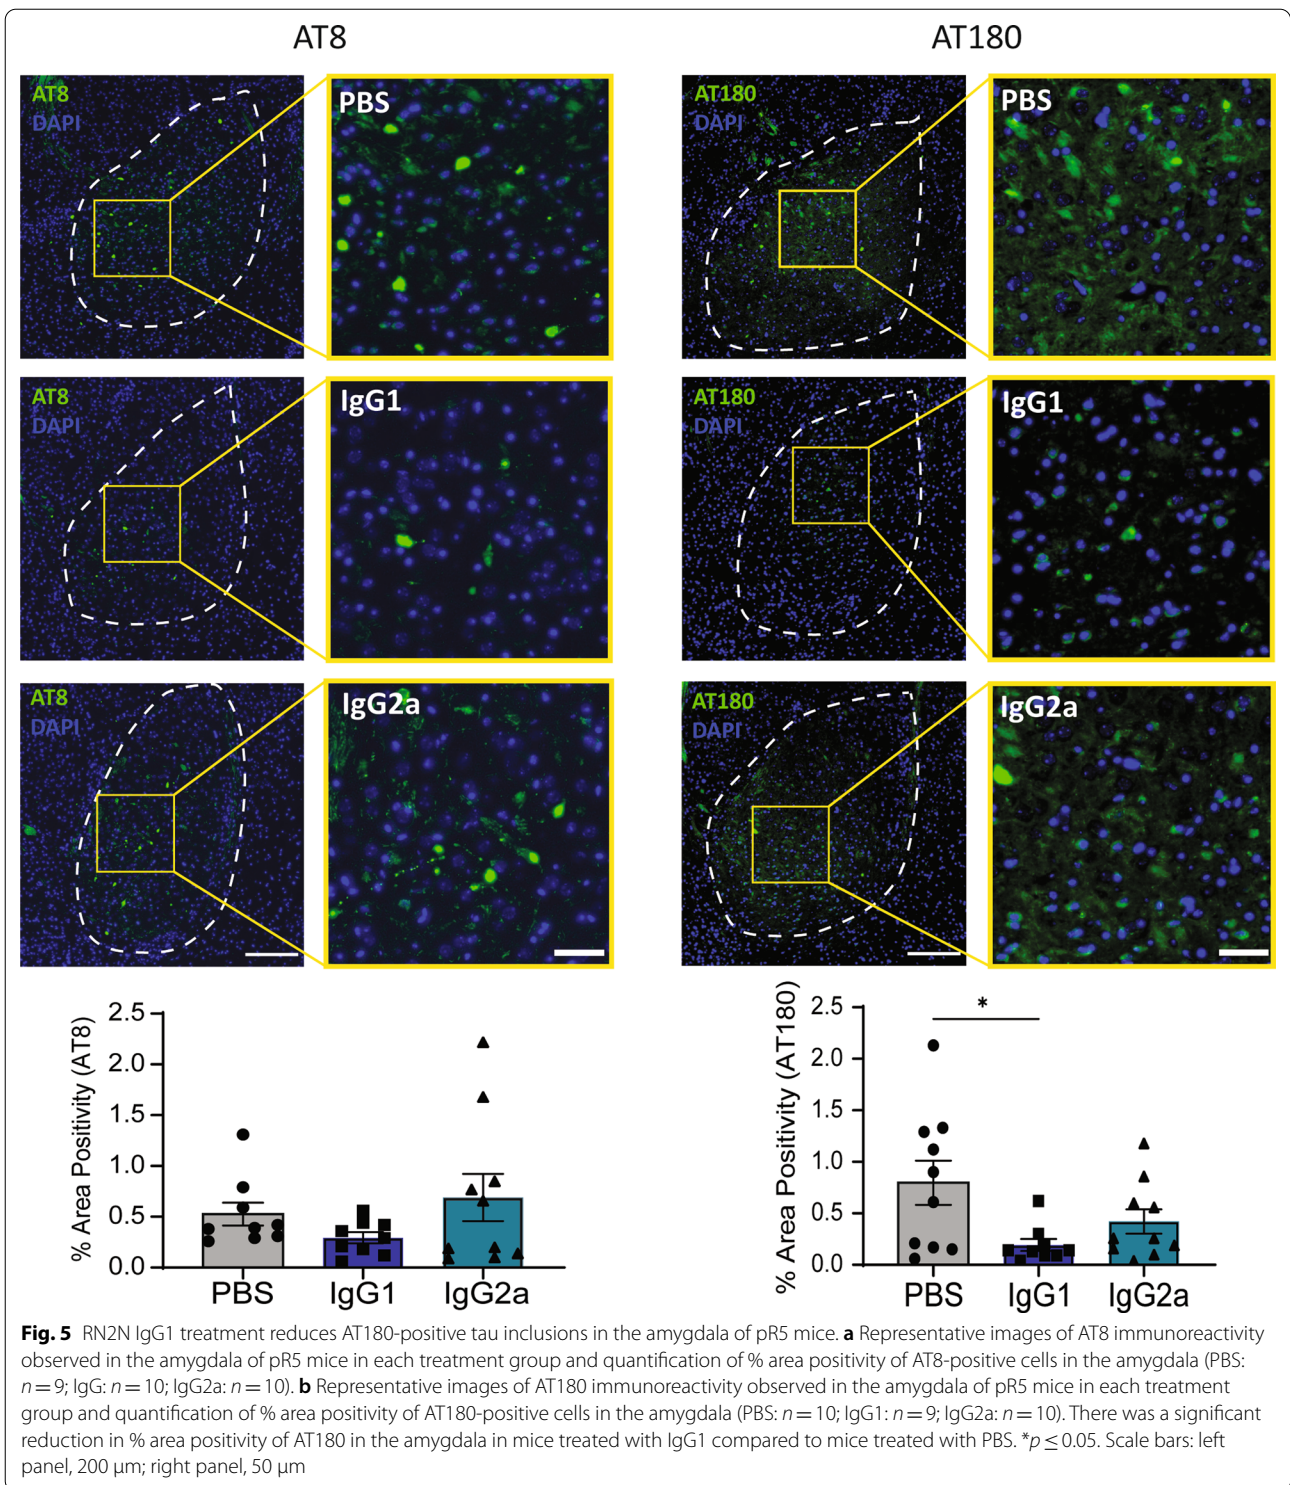 AT8
AT180
AT8
DAPI
PBS
AT180
DAPI
PBS
AT8
DAPI
IgG1
AT180
DAPI
IgG1
AT8
DAPI
IgG2a
AT180
DAPI
IgG2a
% Area Positivity (AT8)
2.5
2.0
1.5
1.0
0.5
0.0
PBS
IgG1
IgG2a
% Area Positivity (AT180)
2.5
2.0
1.5
1.0
0.5
0.0
*
PBS
IgG1
IgG2a
Fig. 5 RN2N IgG1 treatment reduces AT180-positive tau inclusions in the amygdala of pR5 mice. a Representative images of AT8 immunoreactivity
observed in the amygdala of pR5 mice in each treatment group and quantification of % area positivity of AT8-positive cells in the amygdala (PBS:
n = 9; IgG: n = 10; IgG2a: n = 10). b Representative images of AT180 immunoreactivity observed in the amygdala of pR5 mice in each treatment
group and quantification of % area positivity of AT180-positive cells in the amygdala (PBS: n = 10; IgG1: n = 9; IgG2a: n = 10). There was a significant
reduction in % area positivity of AT180 in the amygdala in mice treated with IgG1 compared to mice treated with PBS. *p ≤ 0.05. Scale bars: left
panel, 200 µm; right panel, 50 µm